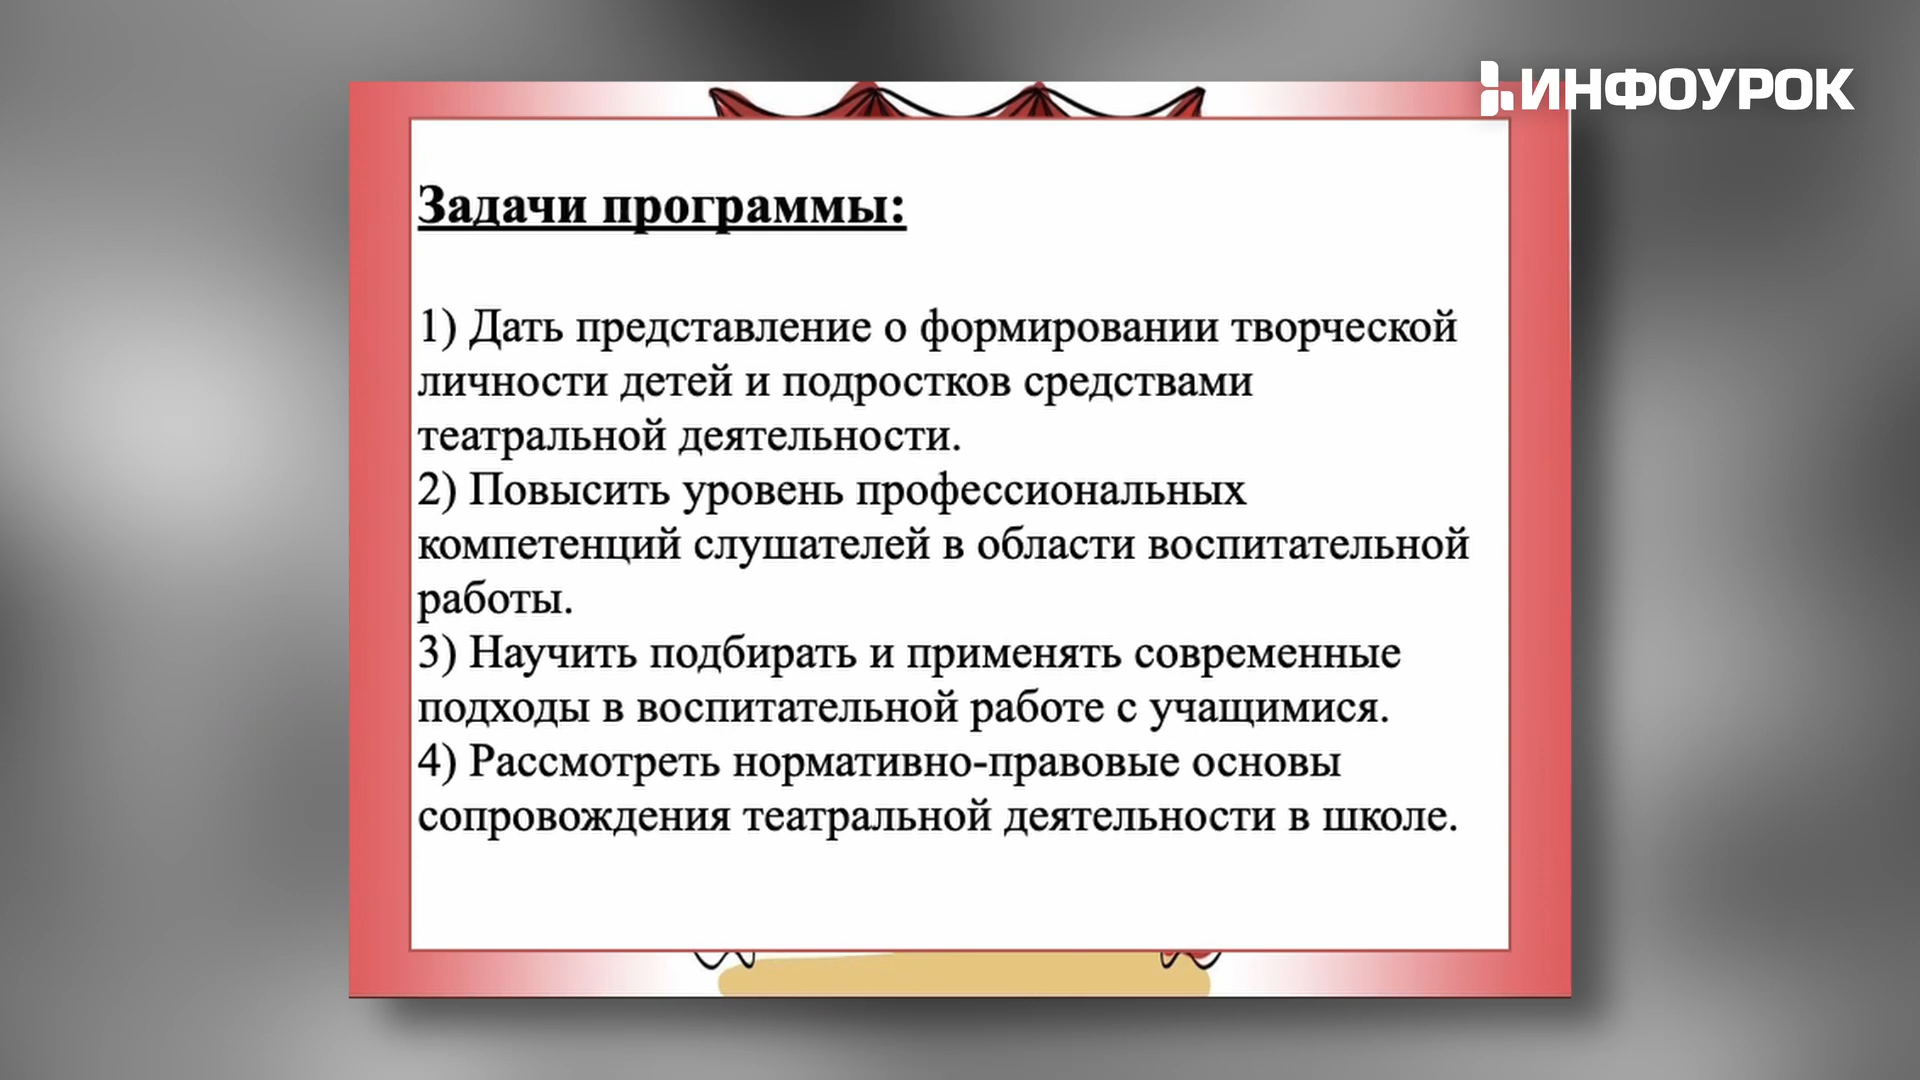 ИНФОУРОК
Задачи программы:
1) Дать представление о формировании творческой
личности детей и подростков средствами
театральной деятельности.
2) Повысить уровень профессиональных
компетенций слушателей в области воспитательной
работы.
3) Научить подбирать и применять современные
подходы в воспитательной работе с учащимися.
4) Рассмотреть нормативно-правовые основы
сопровождения театральной деятельности в школе.